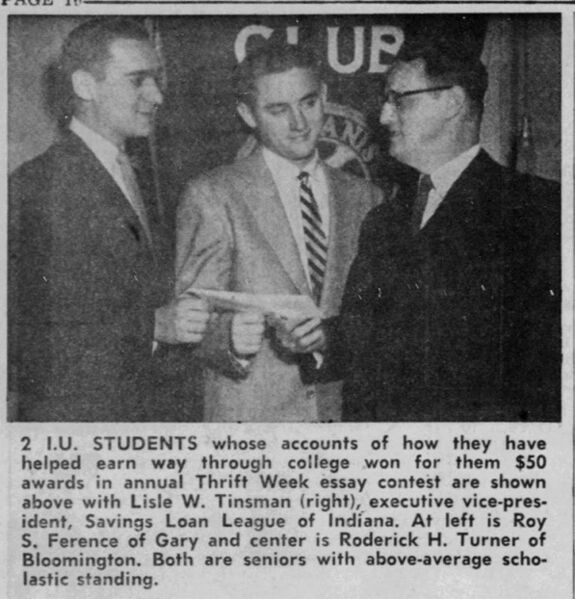 PAGE 10
CLUB
ANIS
2 I.U. STUDENTS whose accounts of how they have
helped earn way through college won for them $50
awards in annual Thrift Week essay contest are shown
above with Lisle W. Tinsman (right), executive vice-pres-
ident, Savings Loan League of Indiana. At left is Roy
S. Ference of Gary and center is Roderick H. Turner of
Bloomington. Both are seniors with above-average scho-
lastic standing.